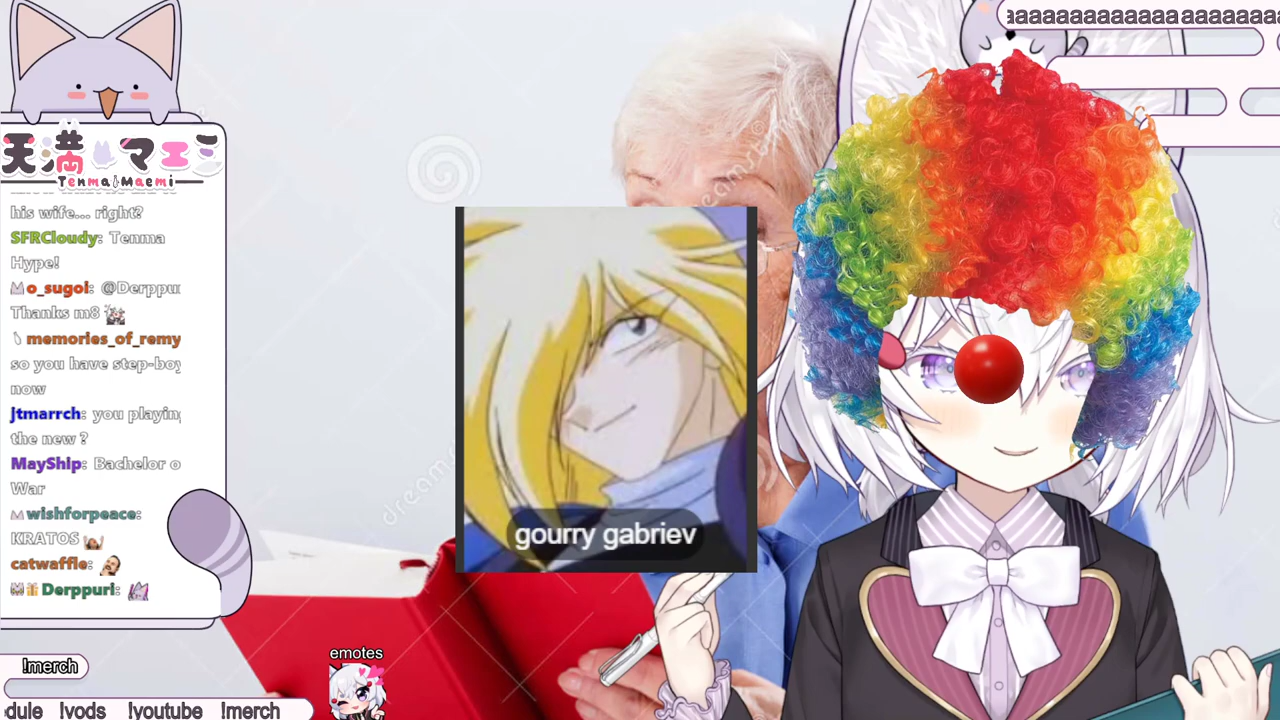 aaaaaaaaaaaaa aaaaaaaa
天満マエミ
Tenma Maemi
his wife... right?
SFRCloudy: Tenma
Hype!
o_sugoi: @Derppu
Thanks m8
memories_of_remy
so you have step-boy
now
Jtmarrch: you playing
the new ?
MayShip: Bachelor o
War
wishforpeace:
KRATOS
catwaffle:
Derppuri:
gourry gabriev
dreams
!merch
emotes
dule !vods !youtube !merch